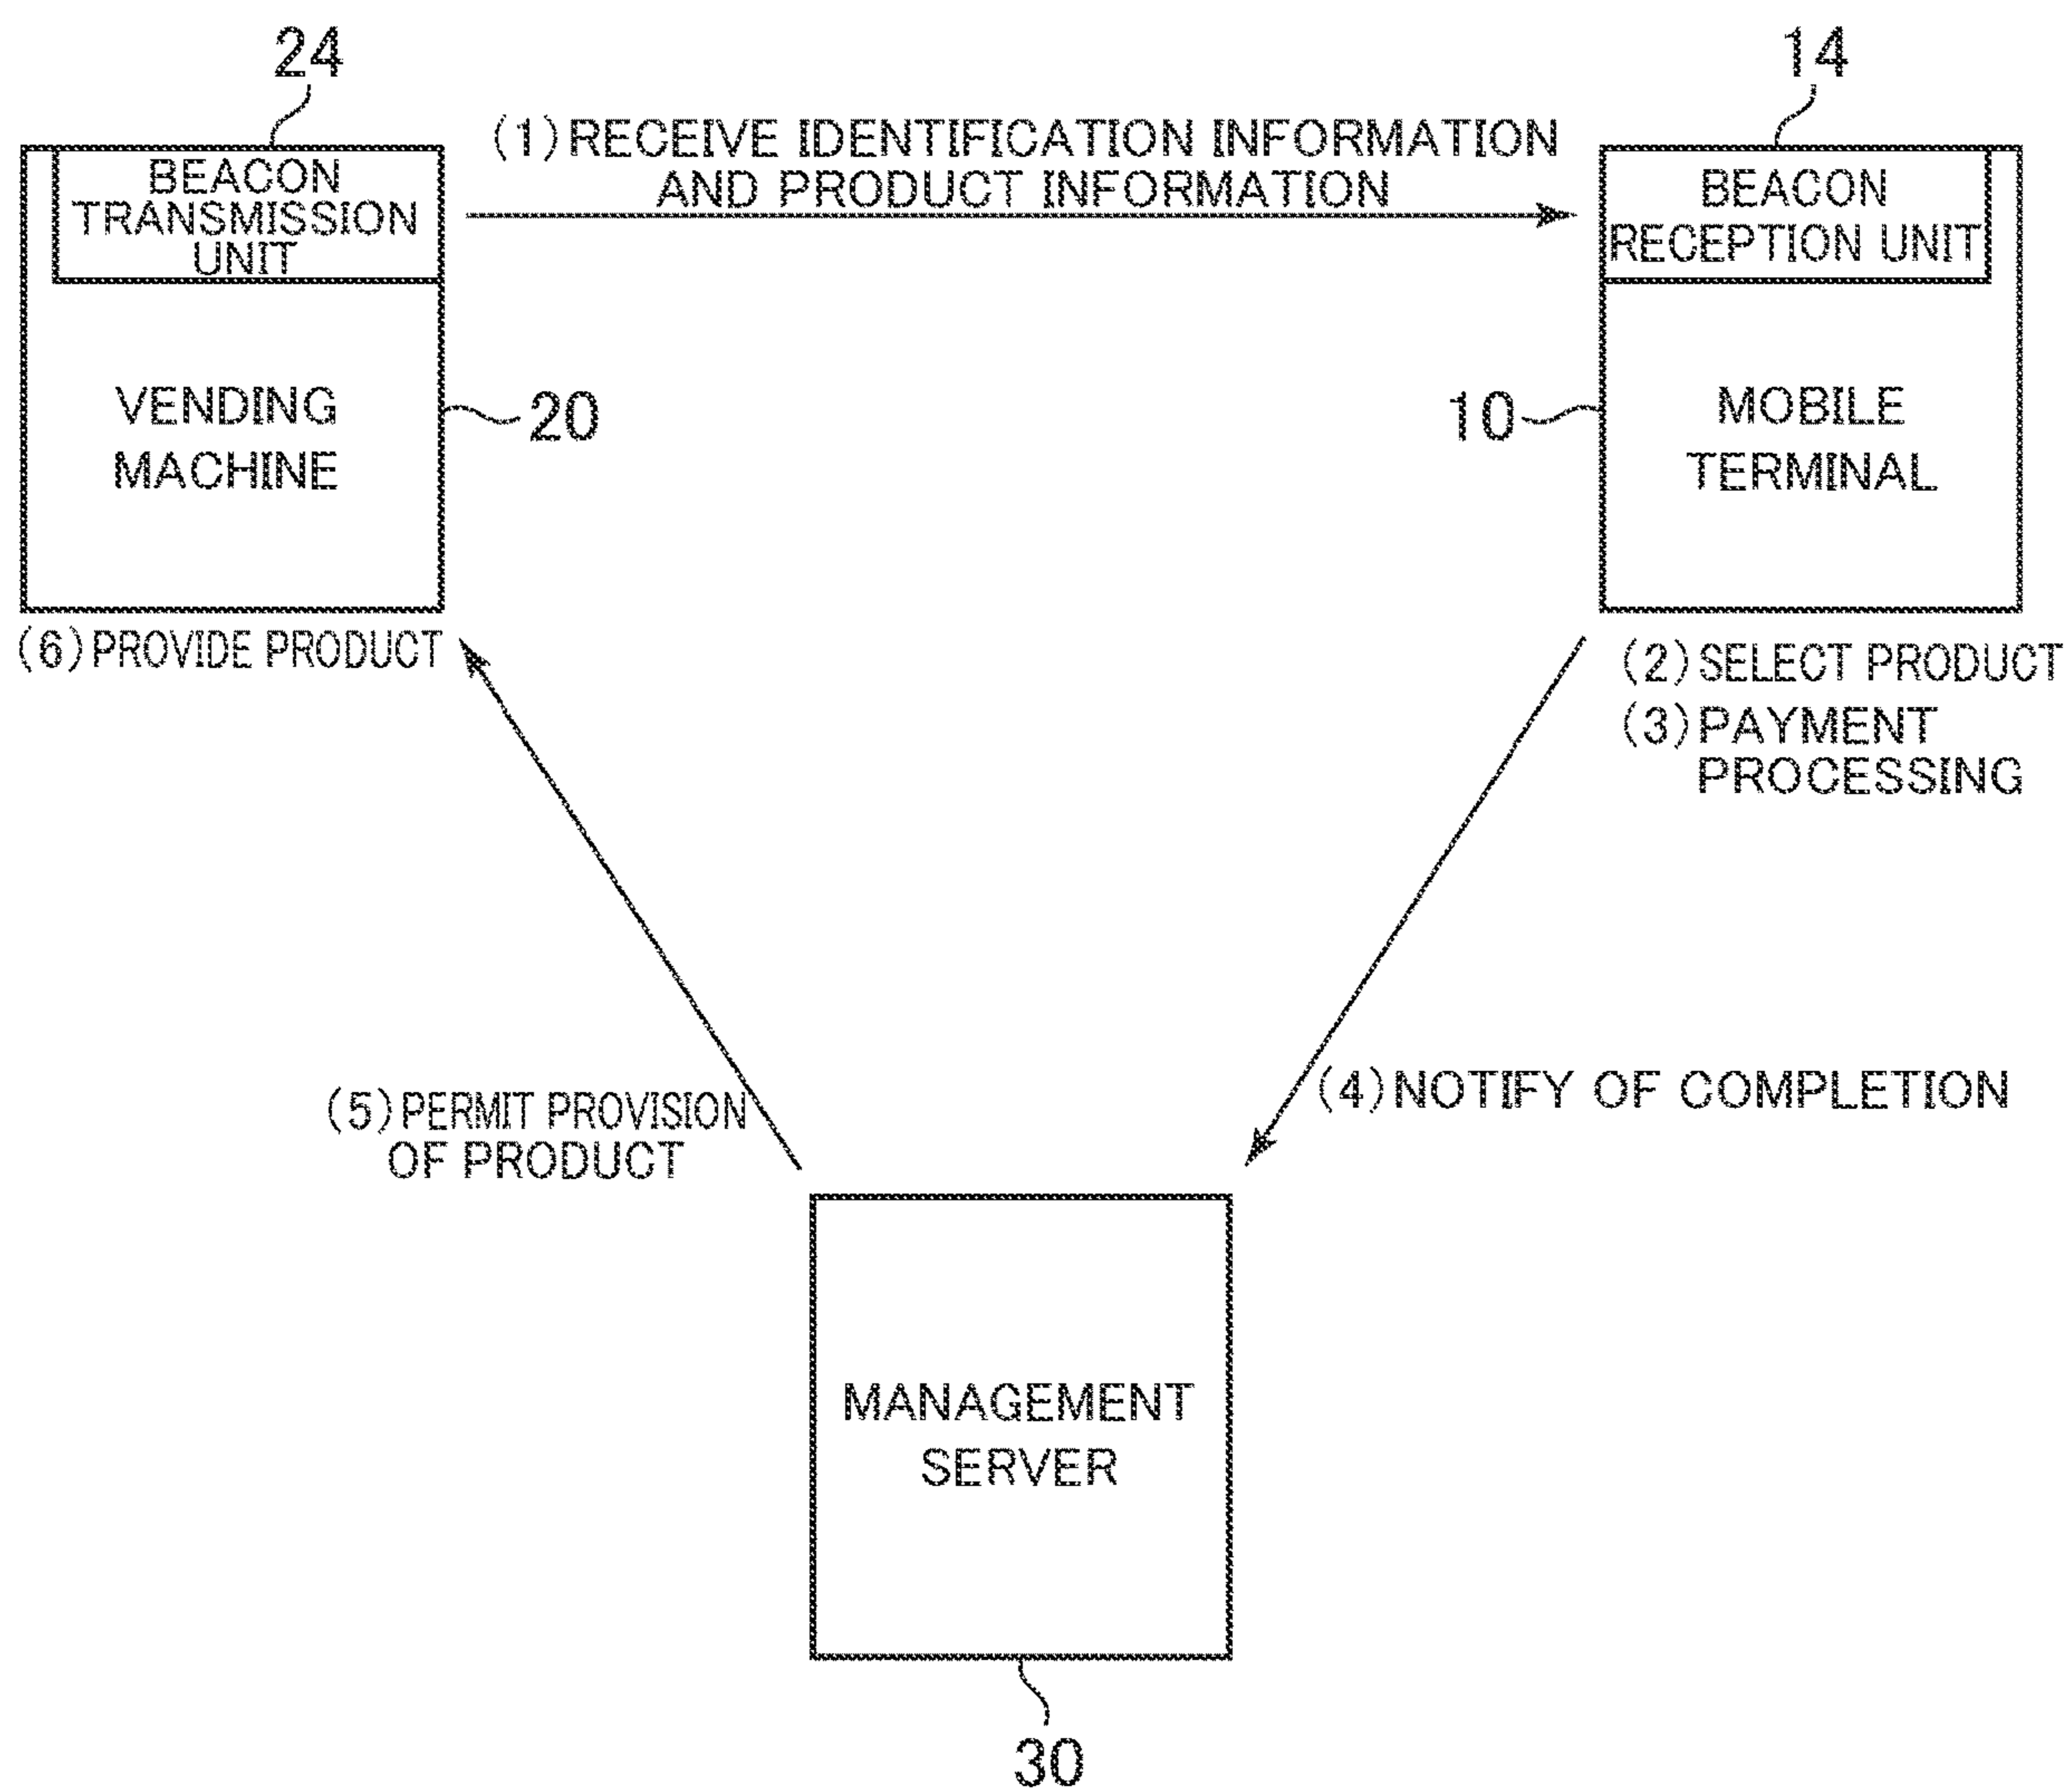 24
14
(1) RECEIVE IDENTIFICATION INFORMATION
AND PRODUCT INFORMATION
BEACON
TRANSMISSION
UNIT
BEACON
RECEPTION UNIT
VENDING
MACHINE
20
10
MOBILE
TERMINAL
(6) PROVIDE PRODUCT
(2) SELECT PRODUCT
(3) PAYMENT
PROCESSING
(4) NOTIFY OF COMPLETION
(5) PERMIT PROVISION
OF PRODUCT
MANAGEMENT
SERVER
30